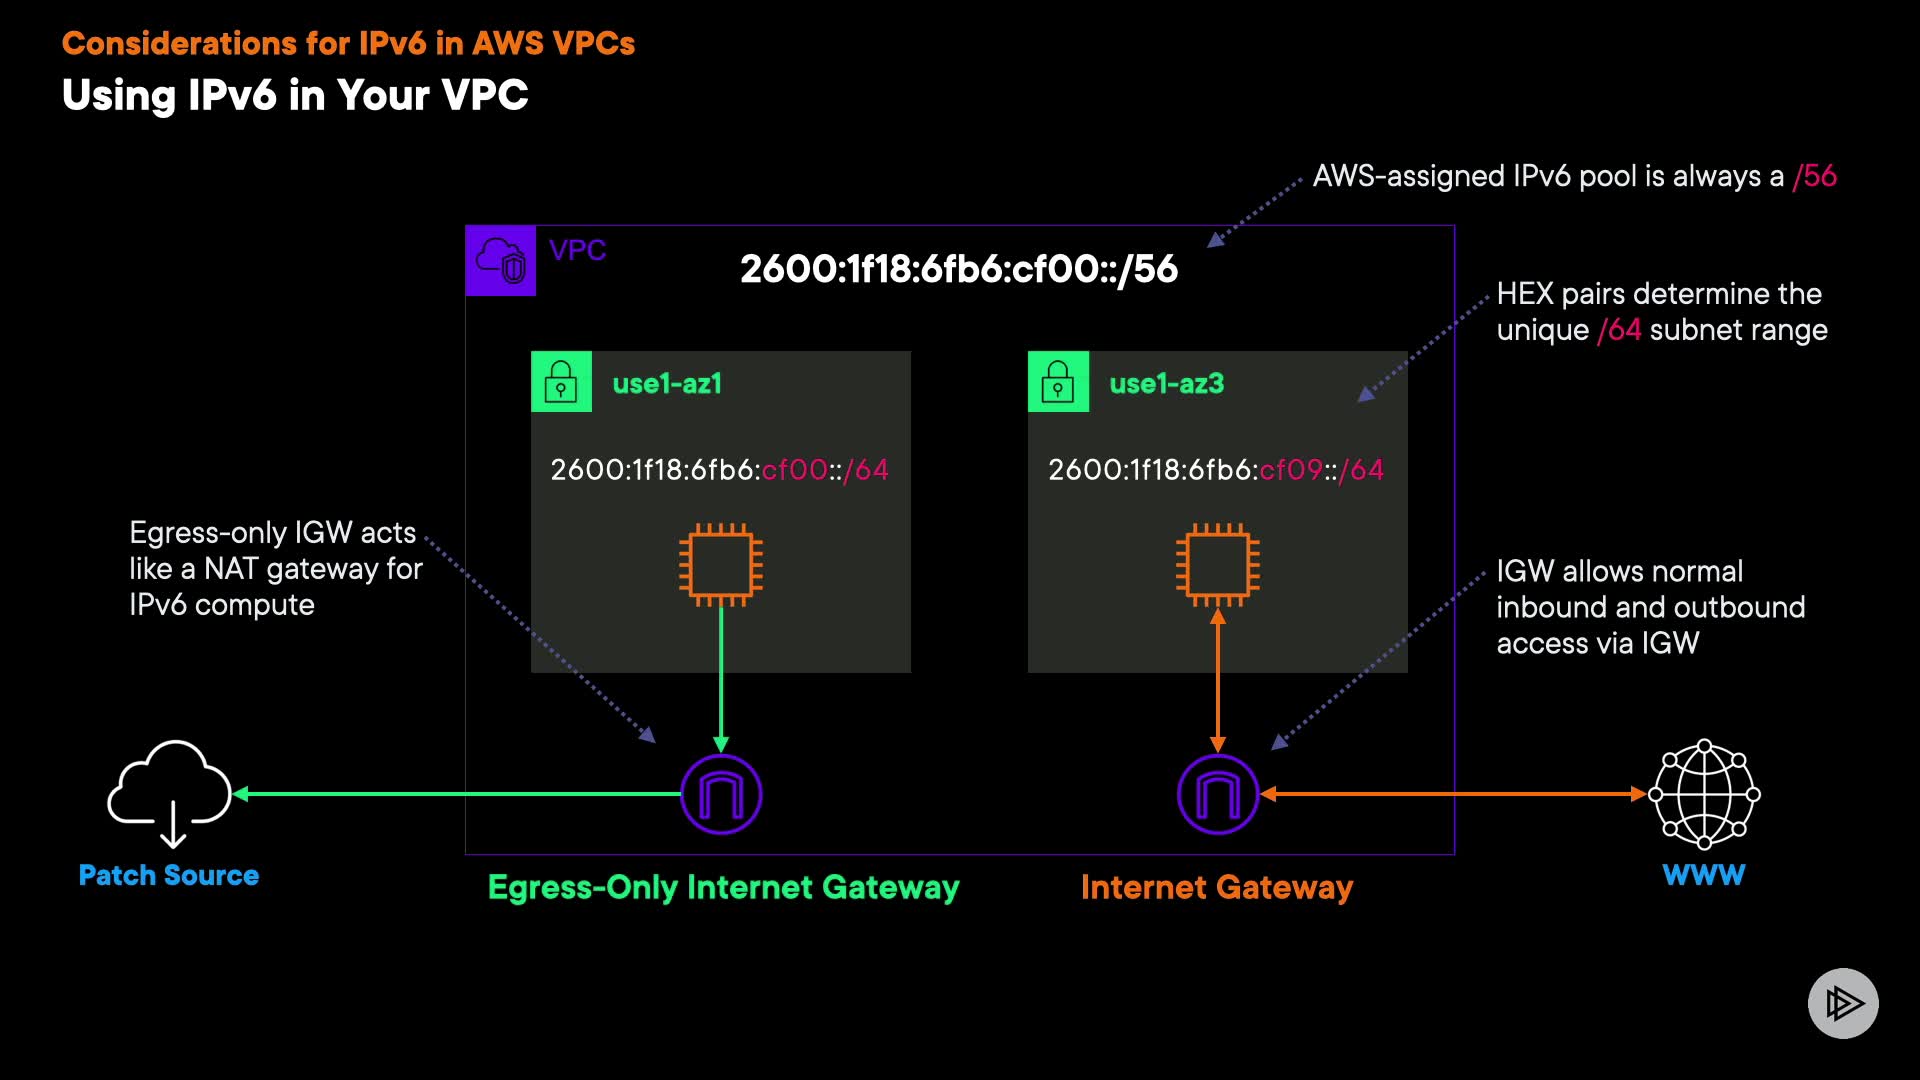 Considerations for IPv6 in AWS VPCs
Using IPv6 in Your VPC
AWS-assigned IPv6 pool is always a /56
VPC
2600:1f18:6fb6:cf00::/56
HEX pairs determine the
unique /64 subnet range
use1-az1
use1-az3
2600:1f18:6fb6:cf00::/64
2600:1f18:6fb6:cf09::/64
Egress-only IGW acts
like a NAT gateway for
IPv6 compute
IGW allows normal
inbound and outbound
access via IGW
Patch Source
WWW
Egress-Only Internet Gateway
Internet Gateway